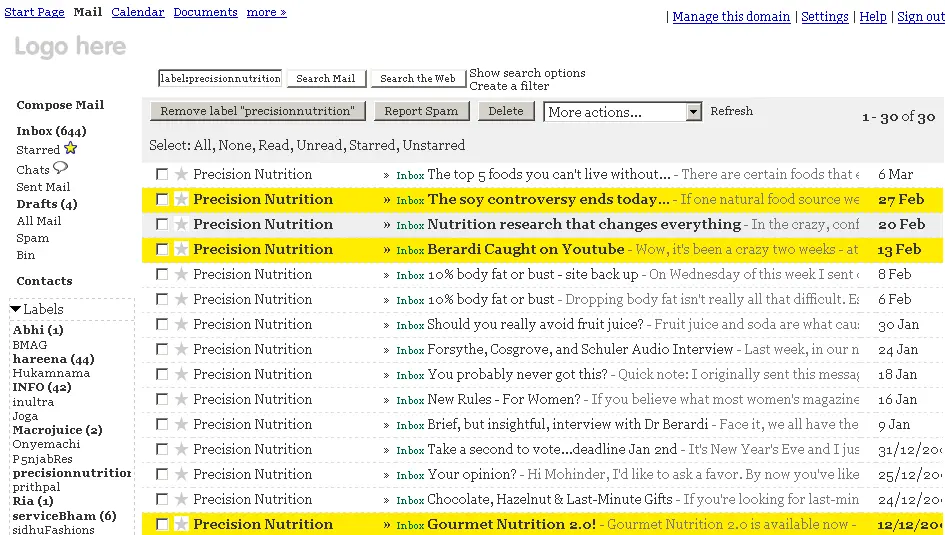 Start Page Mail Calendar Documents more »
| Manage this domain | Settings | Help | Sign out
Logo here
label:precisionnutrition Search Mail Search the Web Show search options
Create a filter
Compose Mail
Inbox (644)
Starred
Chats
Sent Mail
Drafts (4)
All Mail
Spam
Bin
Contacts
Labels
Abhi (1)
BMAG
hareena (44)
Hukamnama
INFO (42)
inultra
Joga
Macrojuice (2)
Onyemachi
P5njabRes
precisionnutrition
prithpal
Ria (1)
serviceBham (6)
sidhuFashions
Remove label "precisionnutrition" Report Spam Delete More actions... Refresh 1 - 30 of 30
Select: All, None, Read, Unread, Starred, Unstarred
Precision Nutrition » Inbox The top 5 foods you can't live without... - There are certain foods that e 6 Mar
Precision Nutrition » Inbox The soy controversy ends today... - If one natural food source we 27 Feb
Precision Nutrition » Inbox Nutrition research that changes everything - In the crazy, conf 20 Feb
Precision Nutrition » Inbox Berardi Caught on Youtube - Wow, it's been a crazy two weeks - at 13 Feb
Precision Nutrition » Inbox 10% body fat or bust - site back up - On Wednesday of this week I sent 8 Feb
Precision Nutrition » Inbox 10% body fat or bust - Dropping body fat isn't really all that difficult. Es 6 Feb
Precision Nutrition » Inbox Should you really avoid fruit juice? - Fruit juice and soda are what cau 30 Jan
Precision Nutrition » Inbox Forsythe, Cosgrove, and Schuler Audio Interview - Last week, in our n 24 Jan
Precision Nutrition » Inbox You probably never got this? - Quick note: I originally sent this messag 18 Jan
Precision Nutrition » Inbox New Rules - For Women? - If you believe what most women's magazine 16 Jan
Precision Nutrition » Inbox Brief, but insightful, interview with Dr Berardi - Face it, we all have the 9 Jan
Precision Nutrition » Inbox Take a second to vote...deadline Jan 2nd - It's New Year's Eve and I jus 31/12/200
Precision Nutrition » Inbox Your opinion? - Hi Mohinder, I'd like to ask a favor. By now you've like 25/12/200
Precision Nutrition » Inbox Chocolate, Hazelnut & Last-Minute Gifts - If you're looking for last-min 24/12/200
Precision Nutrition » Inbox Gourmet Nutrition 2.0! - Gourmet Nutrition 2.0 is available now - 12/12/200